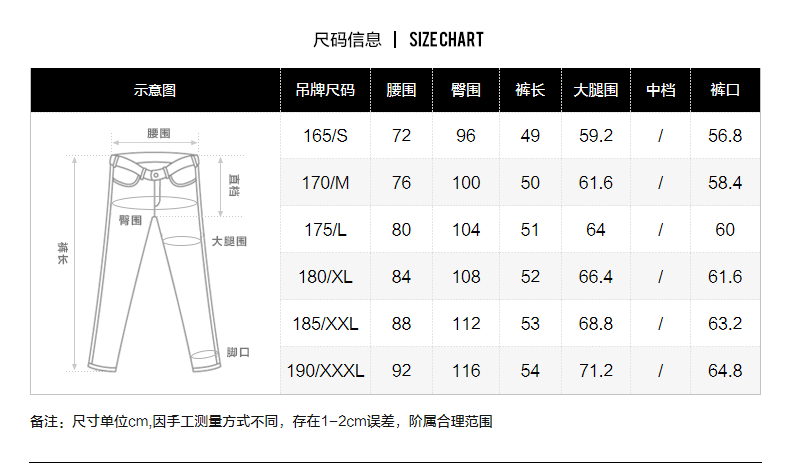 尺码信息 | SIZE CHART
示意图 吊牌尺码 腰围 臀围 裤长 大腿围 中档 裤口
165/S 72 96 49 59.2 / 56.8
170/M 76 100 50 61.6 / 58.4
175/L 80 104 51 64 / 60
180/XL 84 108 52 66.4 / 61.6
185/XXL 88 112 53 68.8 / 63.2
190/XXXL 92 116 54 71.2 / 64.8
腰围
直档
臀围
大腿围
裤长
脚口
备注：尺寸单位cm,因手工测量方式不同，存在1-2cm误差，阶属合理范围